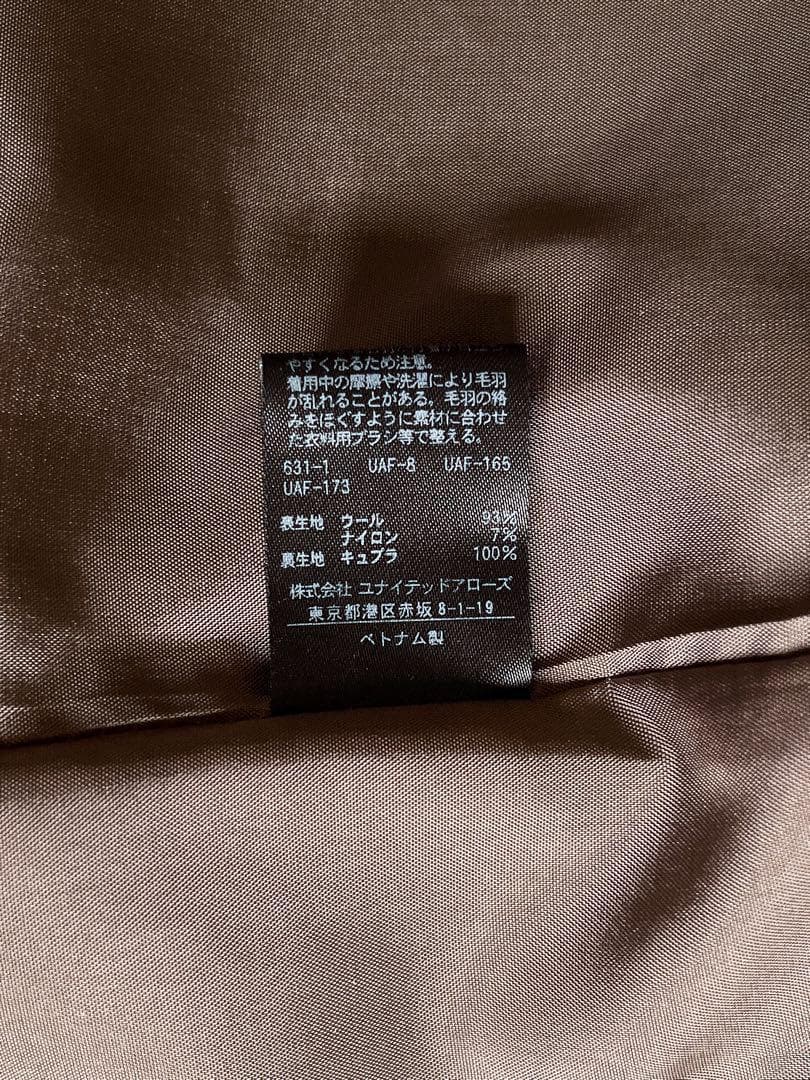 やすくなるため注意。
着用中の摩擦や洗濯により毛羽
が乱れることがある。毛羽の絡
みをほぐすように素材に合わせ
た衣料用ブラシ等で整える。
631-1 UAF-8 UAF-165
UAF-173
表生地 ウール 93%
ナイロン 7%
裏生地 キュプラ 100%
株式会社 ユナイテッドアローズ
東京都港区赤坂 8-1-19
ベトナム製